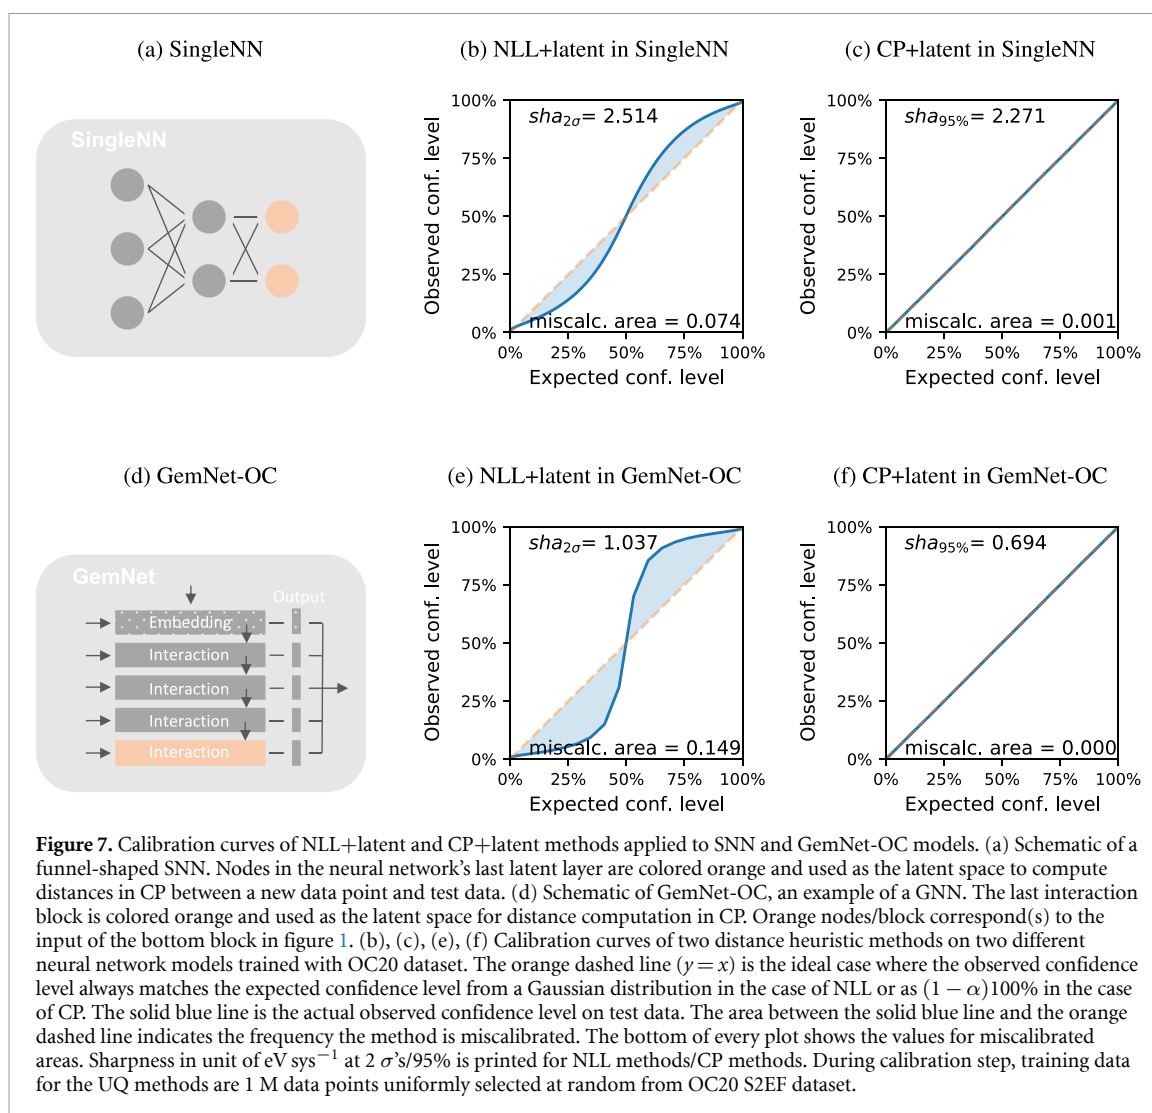 (a) SingleNN
(b) NLL+latent in SingleNN
(c) CP+latent in SingleNN
SingleNN
100%
75%
50%
25%
0%
Observed conf. level
sha2σ= 2.514
miscalc. area = 0.074
0% 25% 50% 75% 100%
Expected conf. level
100%
75%
50%
25%
0%
Observed conf. level
sha95%= 2.271
miscalc. area = 0.001
0% 25% 50% 75% 100%
Expected conf. level
(d) GemNet-OC
(e) NLL+latent in GemNet-OC
(f) CP+latent in GemNet-OC
GemNet
Output
Embedding
Interaction
Interaction
Interaction
Interaction
100%
75%
50%
25%
0%
Observed conf. level
sha2σ= 1.037
miscalc. area = 0.149
0% 25% 50% 75% 100%
Expected conf. level
100%
75%
50%
25%
0%
Observed conf. level
sha95%= 0.694
miscalc. area = 0.000
0% 25% 50% 75% 100%
Expected conf. level
Figure 7. Calibration curves of NLL+latent and CP+latent methods applied to SNN and GemNet-OC models. (a) Schematic of a
funnel-shaped SNN. Nodes in the neural network's last latent layer are colored orange and used as the latent space to compute
distances in CP between a new data point and test data. (d) Schematic of GemNet-OC, an example of a GNN. The last interaction
block is colored orange and used as the latent space for distance computation in CP. Orange nodes/block correspond(s) to the
input of the bottom block in figure 1. (b), (c), (e), (f) Calibration curves of two distance heuristic methods on two different
neural network models trained with OC20 dataset. The orange dashed line (y = x) is the ideal case where the observed confidence
level always matches the expected confidence level from a Gaussian distribution in the case of NLL or as (1 − α)100% in the case
of CP. The solid blue line is the actual observed confidence level on test data. The area between the solid blue line and the orange
dashed line indicates the frequency the method is miscalibrated. The bottom of every plot shows the values for miscalibrated
areas. Sharpness in unit of eV sys⁻¹ at 2 σ's/95% is printed for NLL methods/CP methods. During calibration step, training data
for the UQ methods are 1 M data points uniformly selected at random from OC20 S2EF dataset.